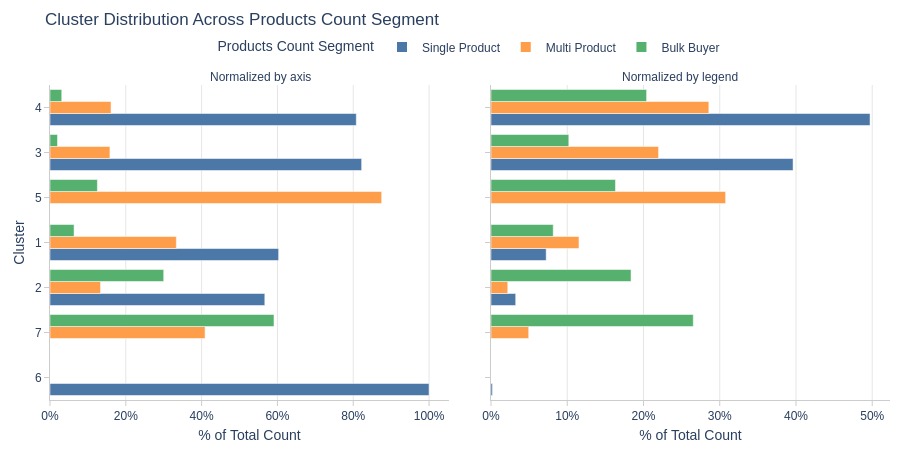 Cluster Distribution Across Products Count Segment
Products Count Segment Single Product Multi Product Bulk Buyer
Normalized by axis
Normalized by legend
Cluster
4
3
5
1
2
7
6
0% 20% 40% 60% 80% 100%
0% 10% 20% 30% 40% 50%
% of Total Count
% of Total Count